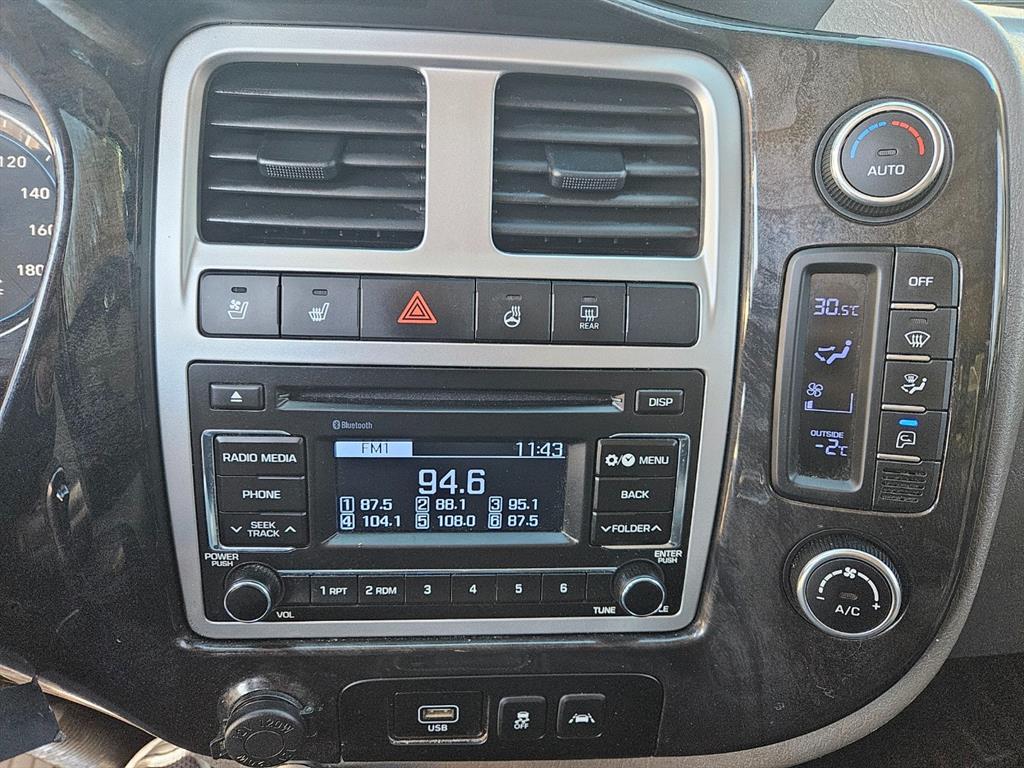 120
140
160
180
AUTO
30.5℃
OUTSIDE
-2℃
OFF
REAR
DISP
Bluetooth
RADIO MEDIA
PHONE
SEEK
TRACK
FM1 11:43
94.6
1 87.5 2 88.1 3 95.1
4 104.1 5 108.0 6 87.5
MENU
BACK
FOLDER
POWER
PUSH
VOL
1 RPT 2 RDM 3 4 5 6
ENTER
PUSH
TUNE
A/C
120W
USB
OFF